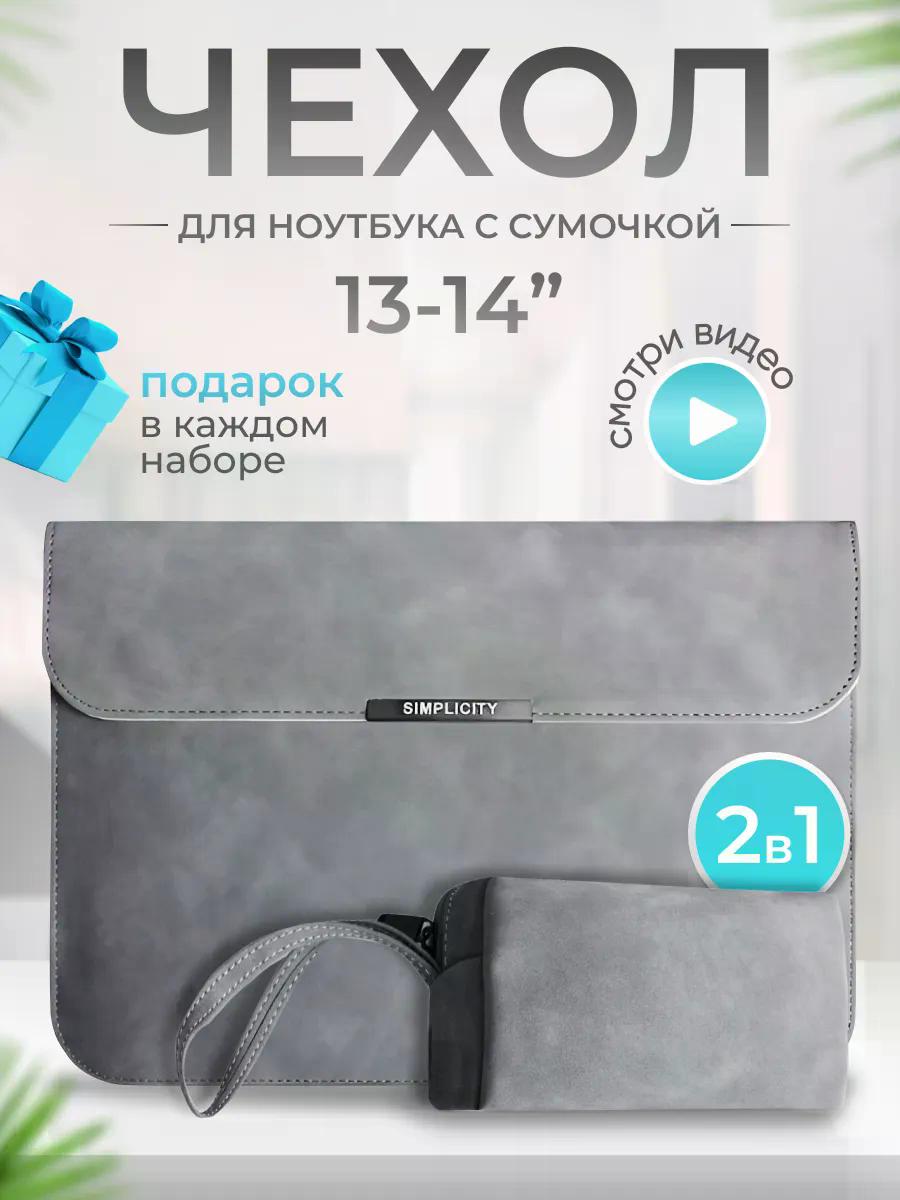 ЧЕХОЛ
ДЛЯ НОУТБУКА С СУМОЧКОЙ
13-14”
смотри видео
подарок
в каждом
наборе
SIMPLICITY
2в1